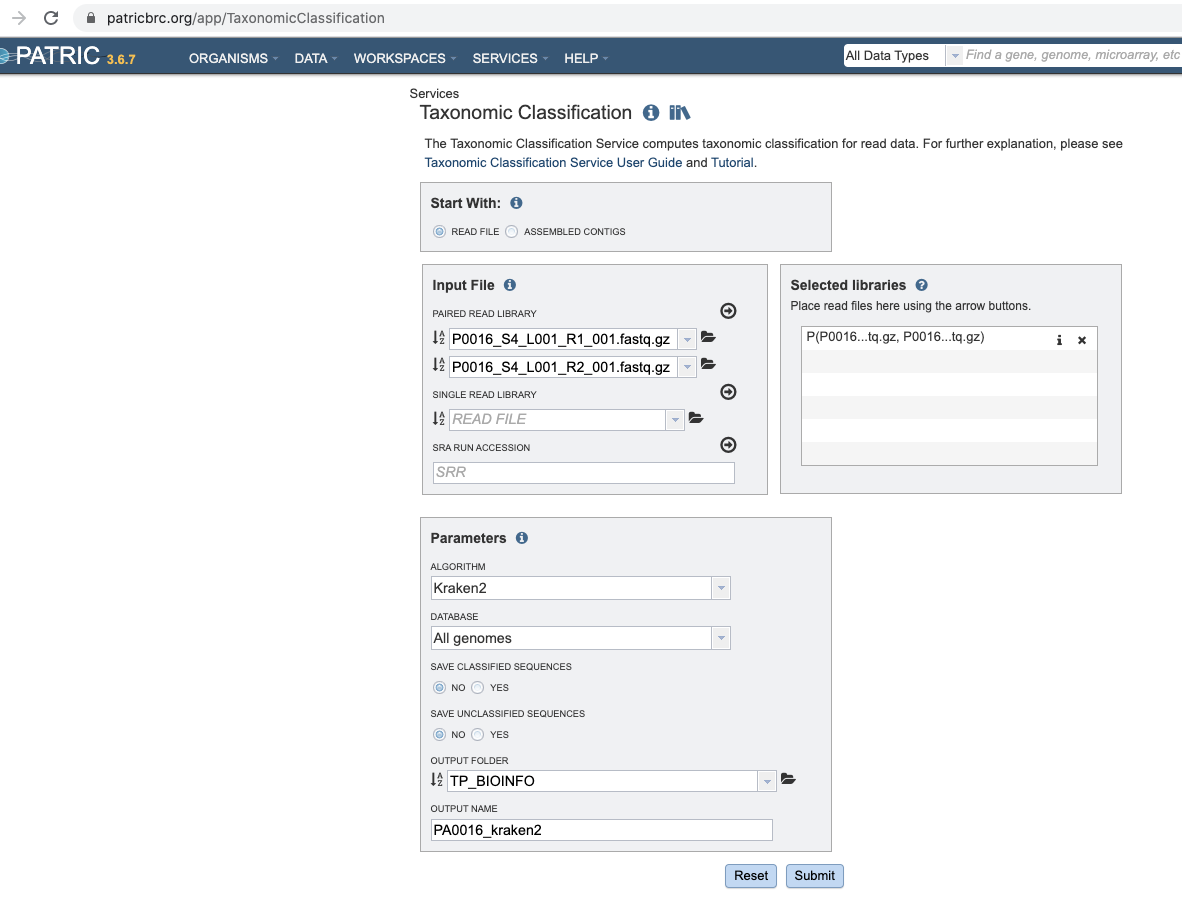 patricbrc.org/app/TaxonomicClassification
PATRIC 3.6.7 ORGANISMS DATA WORKSPACES SERVICES HELP All Data Types Find a gene, genome, microarray, etc
Services
Taxonomic Classification
The Taxonomic Classification Service computes taxonomic classification for read data. For further explanation, please see
Taxonomic Classification Service User Guide and Tutorial.
Start With:
READ FILE ASSEMBLED CONTIGS
Input File
PAIRED READ LIBRARY
P0016_S4_L001_R1_001.fastq.gz
P0016_S4_L001_R2_001.fastq.gz
SINGLE READ LIBRARY
READ FILE
SRA RUN ACCESSION
SRR
Selected libraries
Place read files here using the arrow buttons.
P(P0016...tq.gz, P0016...tq.gz)
Parameters
ALGORITHM
Kraken2
DATABASE
All genomes
SAVE CLASSIFIED SEQUENCES
NO YES
SAVE UNCLASSIFIED SEQUENCES
NO YES
OUTPUT FOLDER
TP_BIOINFO
OUTPUT NAME
PA0016_kraken2
Reset Submit